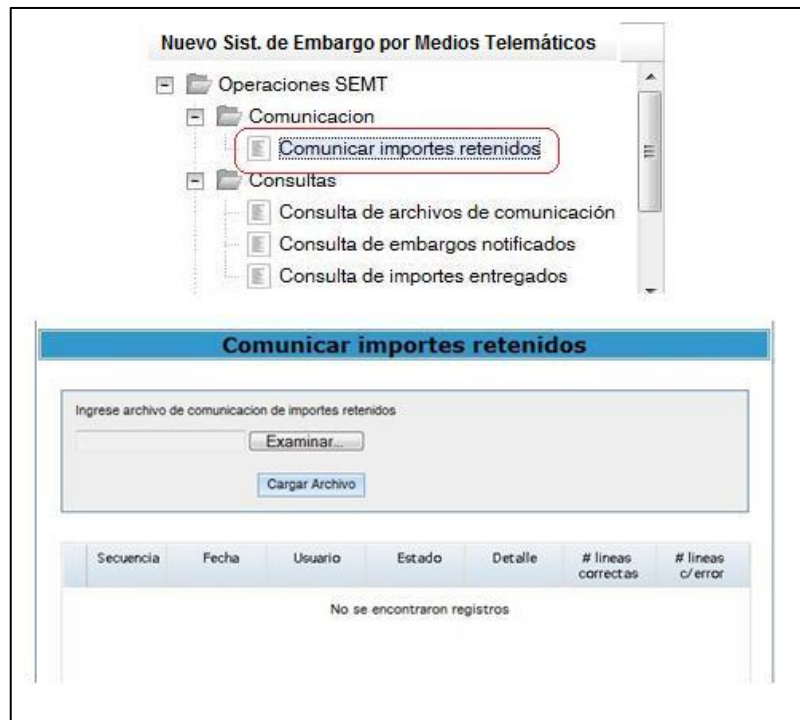 Nuevo Sist. de Embargo por Medios Telemáticos
Operaciones SEMT
Comunicacion
Comunicar importes retenidos
Consultas
Consulta de archivos de comunicación
Consulta de embargos notificados
Consulta de importes entregados
Comunicar importes retenidos
Ingrese archivo de comunicacion de importes retenidos
Examinar...
Cargar Archivo
Secuencia Fecha Usuario Estado Detalle # lineas correctas # lineas c/error
No se encontraron registros